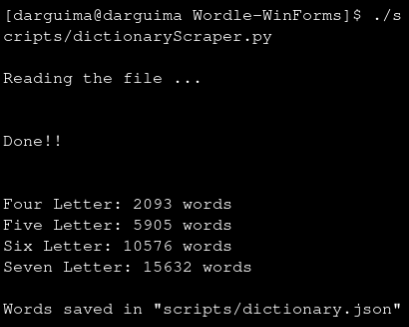 [darguima@darguima Wordle-WinForms]$ ./s
cripts/dictionaryScraper.py
Reading the file ...
Done!!
Four Letter: 2093 words
Five Letter: 5905 words
Six Letter: 10576 words
Seven Letter: 15632 words
Words saved in "scripts/dictionary.json"